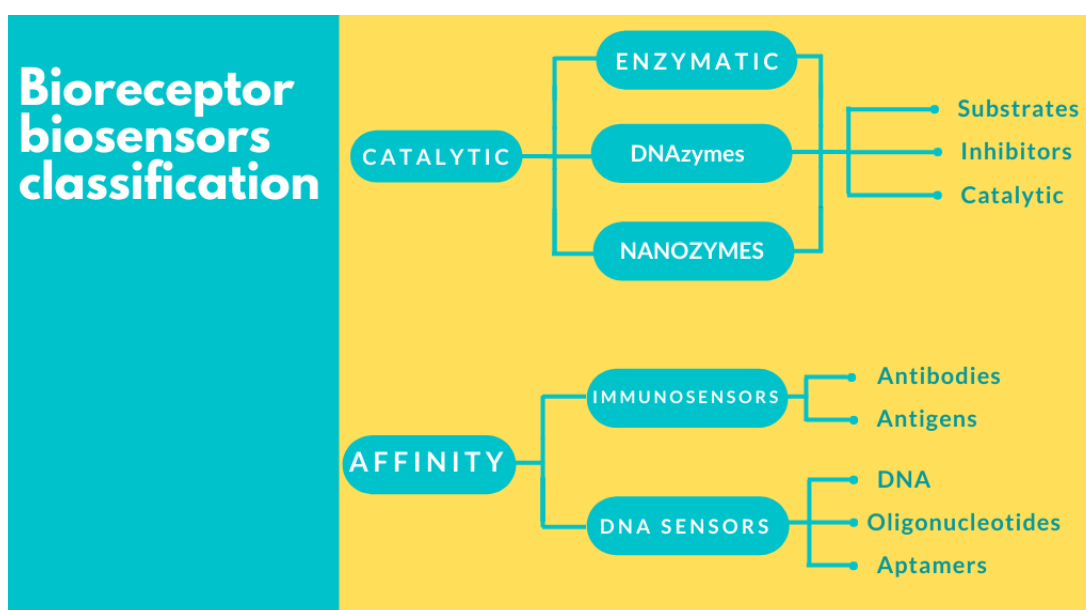 Bioreceptor
biosensors
classification
CATALYTIC
ENZYMATIC
DNAzymes
NANOZYMES
Substrates
Inhibitors
Catalytic
AFFINITY
IMMUNOSENSORS
Antibodies
Antigens
DNA SENSORS
DNA
Oligonucleotides
Aptamers